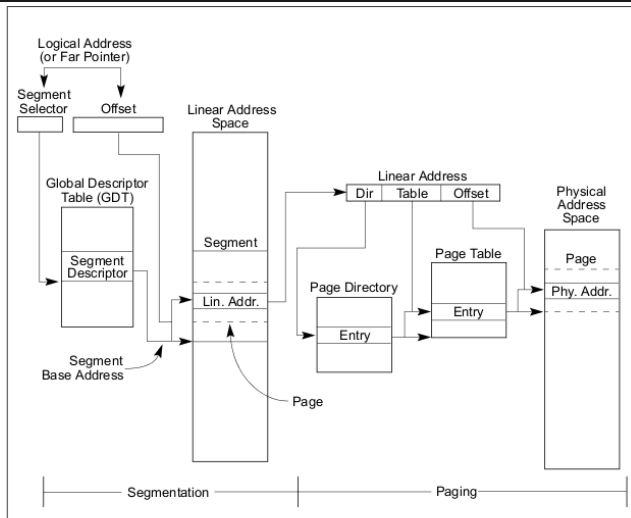 Logical Address
(or Far Pointer)
Segment
Selector
Offset
Linear Address
Space
Global Descriptor
Table (GDT)
Segment
Descriptor
Segment
Lin. Addr.
Segment
Base Address
Page
Linear Address
Dir
Table
Offset
Physical
Address
Space
Page Directory
Entry
Page Table
Entry
Page
Phy. Addr.
Segmentation
Paging